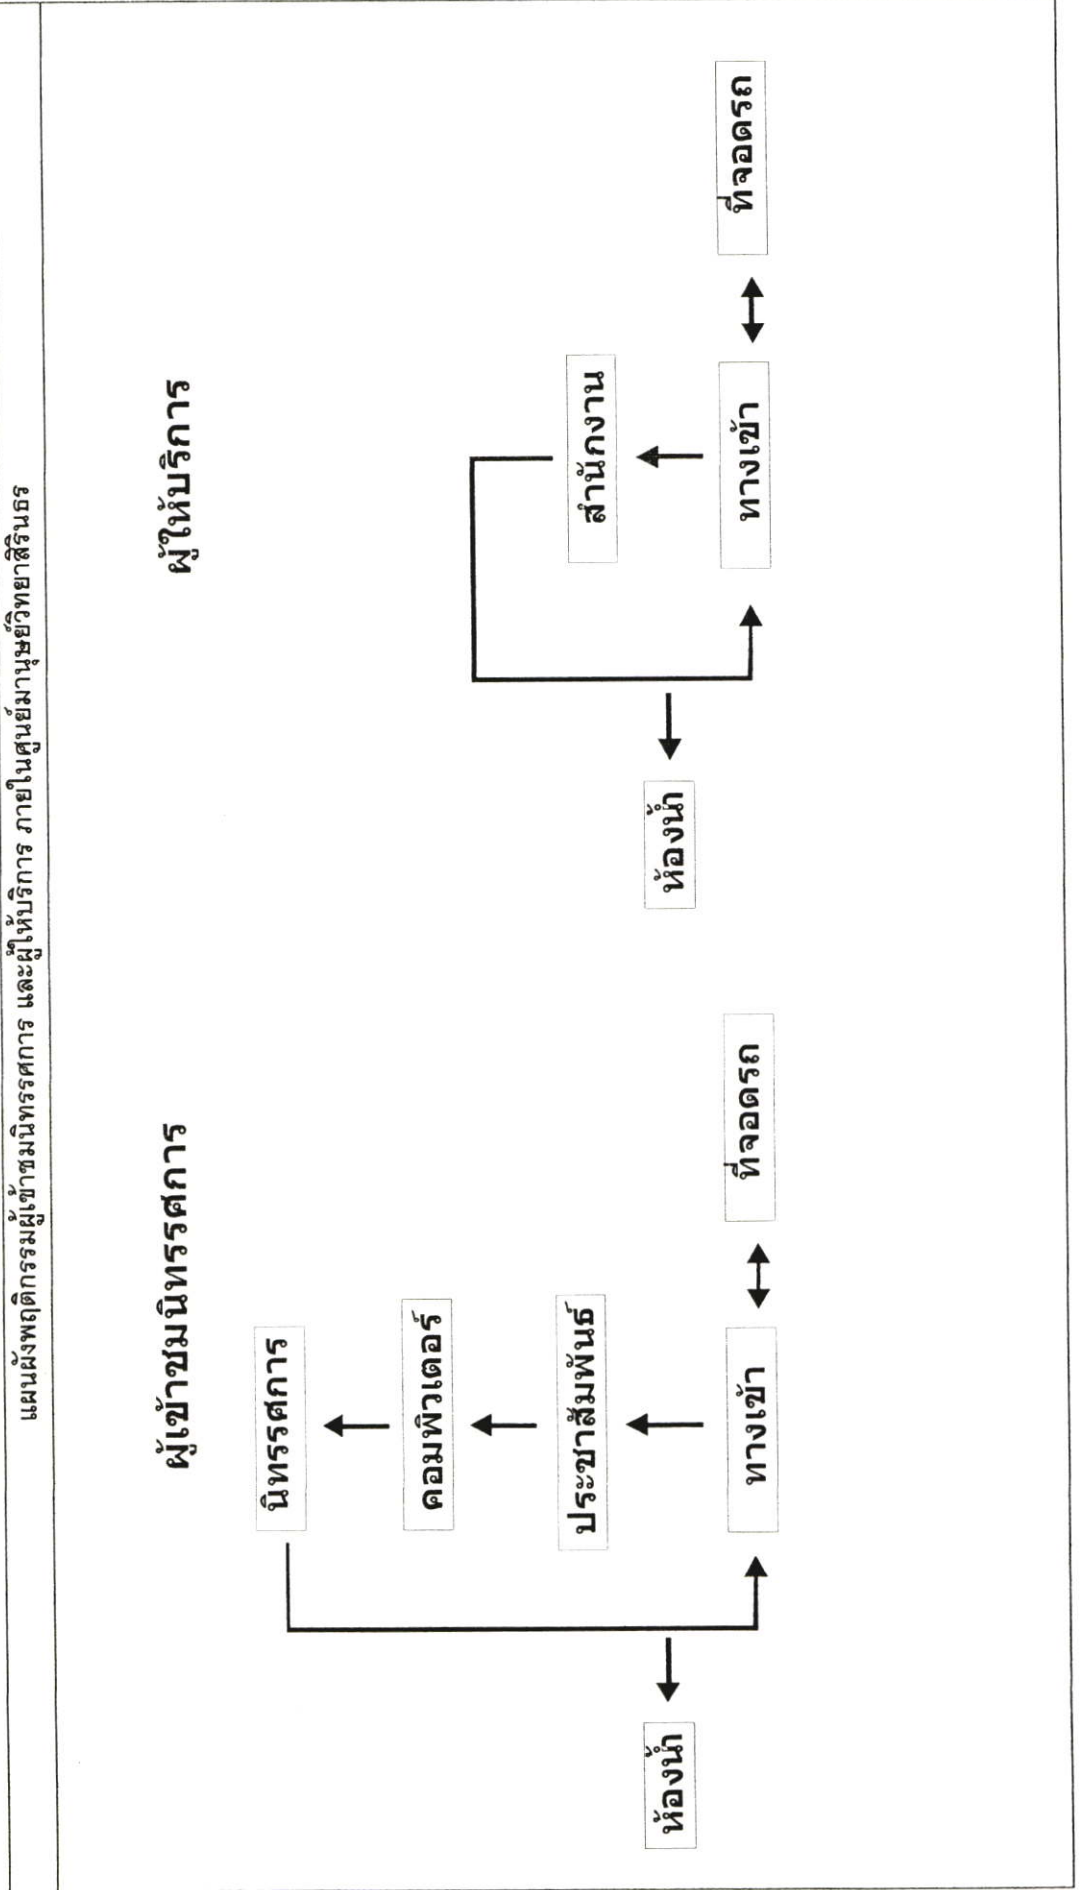 แผนผังพฤติกรรมผู้เข้าชมนิทรรศการ และผู้ให้บริการ ภายในศูนย์มานุษย์วิทยาสิรินธร
ผู้เข้าชมนิทรรศการ
นิทรรศการ
คอมพิวเตอร์
ประชาสัมพันธ์
ห้องน้ำ
ทางเข้า
ที่จอดรถ
ผู้ให้บริการ
สำนักงาน
ห้องน้ำ
ทางเข้า
ที่จอดรถ